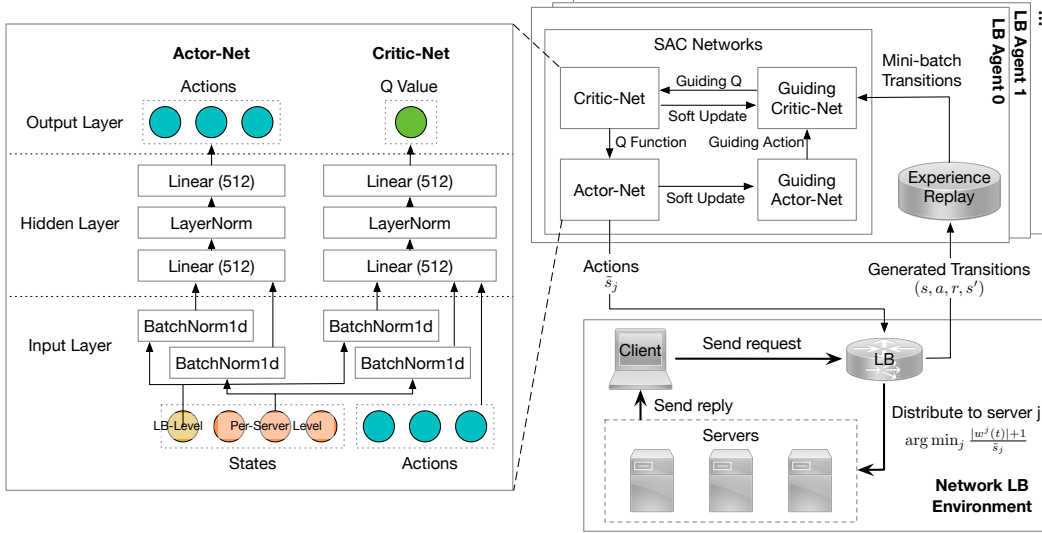 Actor-Net
Critic-Net
Actions
Q Value
Output Layer
Linear (512)
Linear (512)
Hidden Layer
LayerNorm
LayerNorm
Linear (512)
Linear (512)
Input Layer
BatchNorm1d
BatchNorm1d
BatchNorm1d
BatchNorm1d
LB-Level
Per-Server Level
States
Actions
SAC Networks
Critic-Net
Guiding Q
Soft Update
Guiding
Critic-Net
Q Function
Guiding Action
Actor-Net
Soft Update
Guiding
Actor-Net
Mini-batch
Transitions
LB Agent 0
LB Agent 1
...
Experience
Replay
Actions
s̃_j
Generated Transitions
(s, a, r, s′)
Client
Send request
LB
Send reply
Servers
Distribute to server j
arg min_j (|w^j(t)|+1)/s̃_j
Network LB
Environment